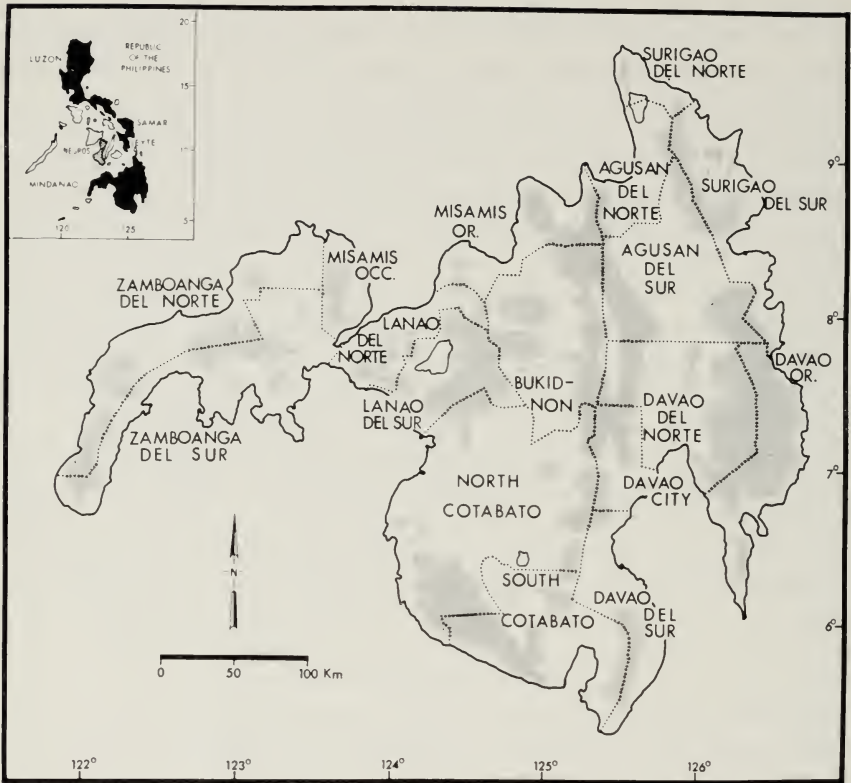 20
REPUBLIC
OF THE
PHILIPPINES
LUZON
15
SAMAR
EYTE
NEGROS
10
MINDANAC
5
120
125
SURIGAO
DEL NORTE
9°
AGUSAN
DEL
NORTE
SURIGAO
DEL SUR
MISAMIS
OR.
MISAMIS
OCC.
AGUSAN
DEL
SUR
ZAMBOANGA
DEL NORTE
8°
LANAO
DEL
NORTE
DAVAO
OR.
BUKID-
NON
LANAO
DEL SUR
DAVAO
DEL
NORTE
ZAMBOANGA
DEL SUR
7°
NORTH
COTABATO
DAVAO
CITY
N
SOUTH
COTABATO
DAVAO
DEL
SUR
6°
0 50 100 Km
122° 123° 124° 125° 126°